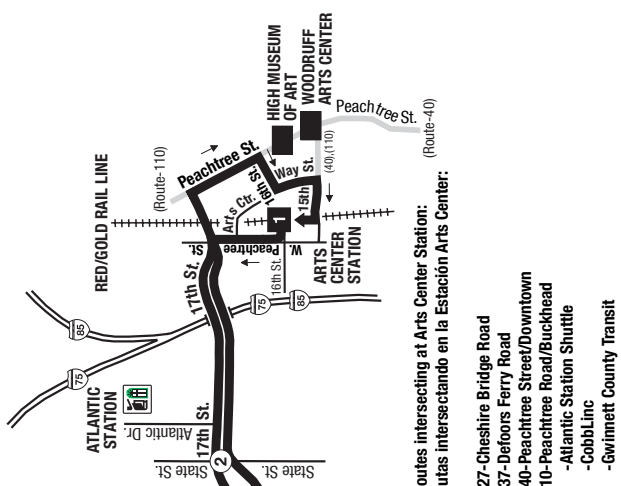 RED/GOLD RAIL LINE
(Route-110)
Peachtree St.
HIGH MUSEUM
OF ART
WOODRUFF
ARTS CENTER
Peachtree St.
(Route-40)
(40),(110)
Way
16th St.
15th St.
Arts Ctr.
1
W. Peachtree St.
16th St.
ARTS
CENTER
STATION
17th St.
75
85
85
75
ATLANTIC
STATION
Atlantic Dr.
17th St.
State St.
State St.
2
outes intersecting at Arts Center Station:
utas intersectando en la Estación Arts Center:
27-Cheshire Bridge Road
37-Defoors Ferry Road
40-Peachtree Street/Downtown
10-Peachtree Road/Buckhead
-Atlantic Station Shuttle
-CobbLinc
-Gwinnett County Transit